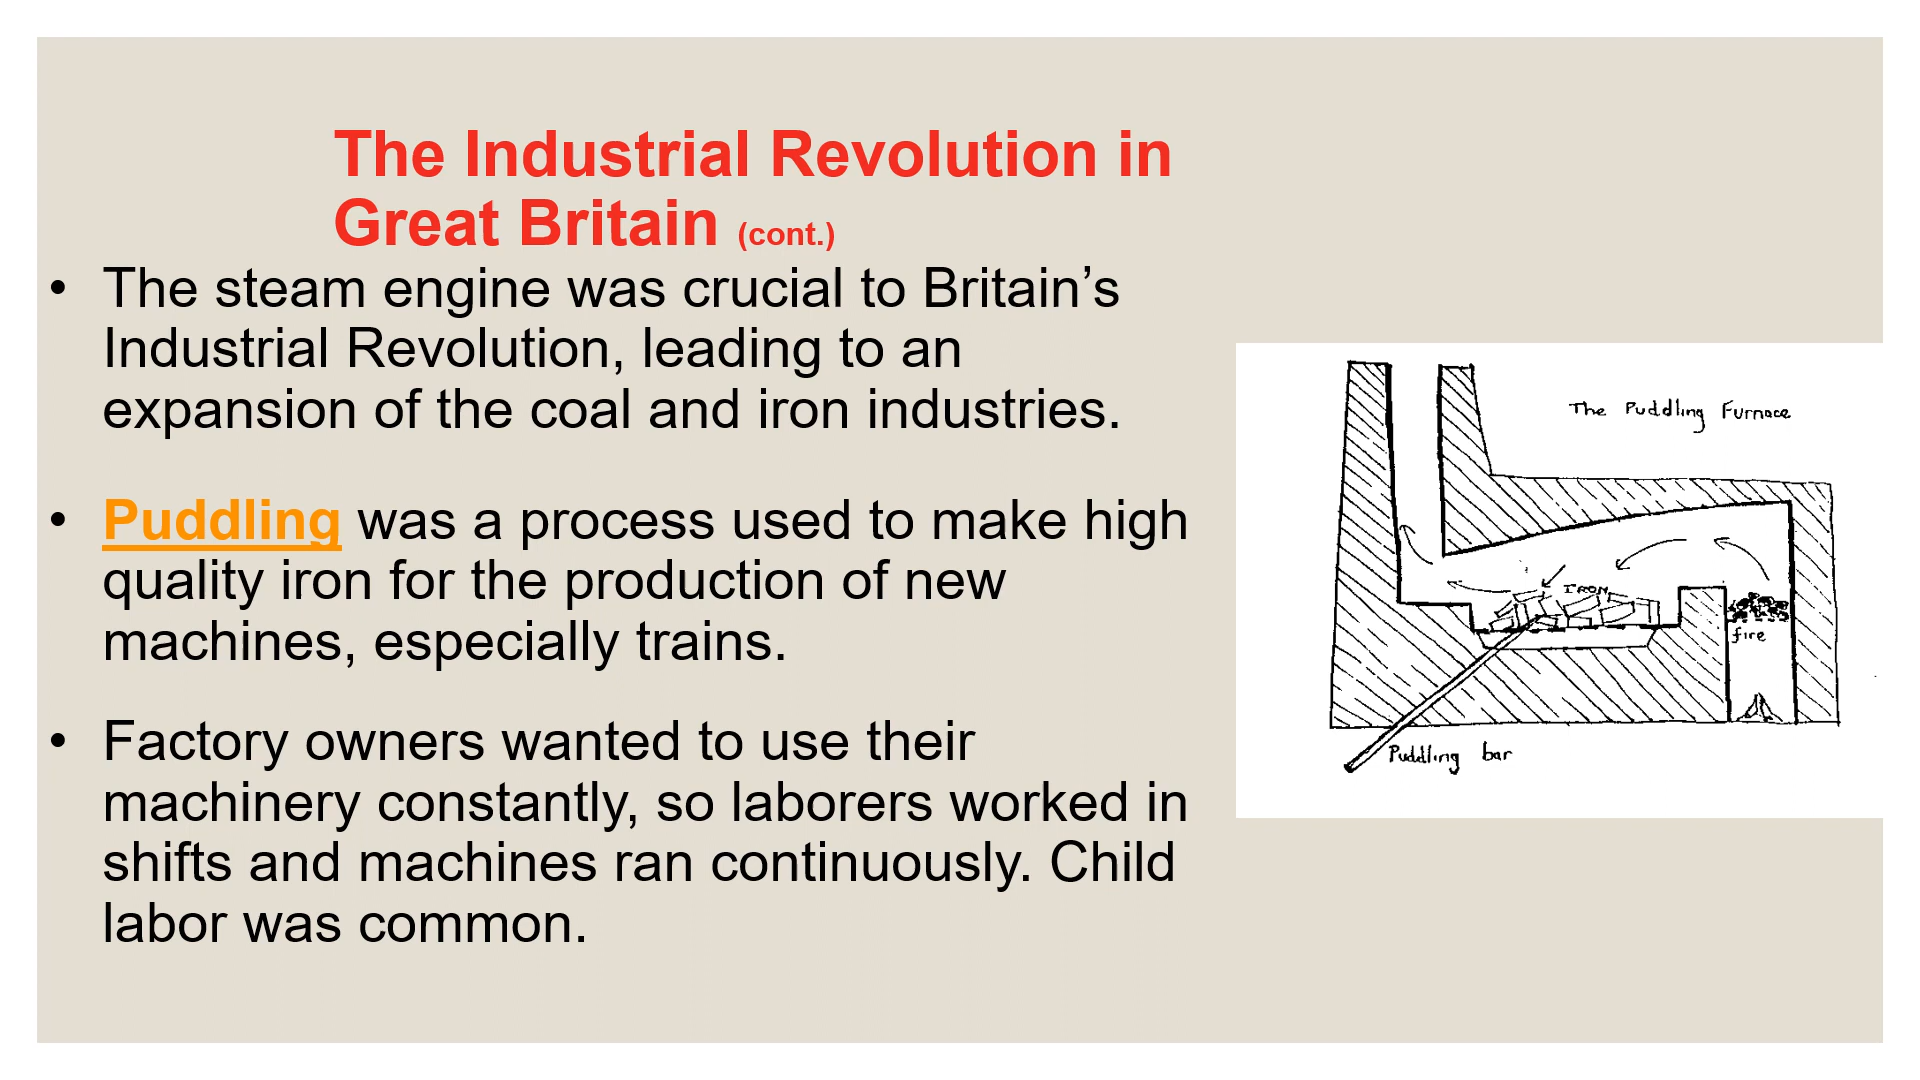 The Industrial Revolution in
Great Britain (cont.)
• The steam engine was crucial to Britain’s
Industrial Revolution, leading to an
expansion of the coal and iron industries.
• Puddling was a process used to make high
quality iron for the production of new
machines, especially trains.
• Factory owners wanted to use their
machinery constantly, so laborers worked in
shifts and machines ran continuously. Child
labor was common.
The Puddling Furnace
IRON
fire
Puddling bar